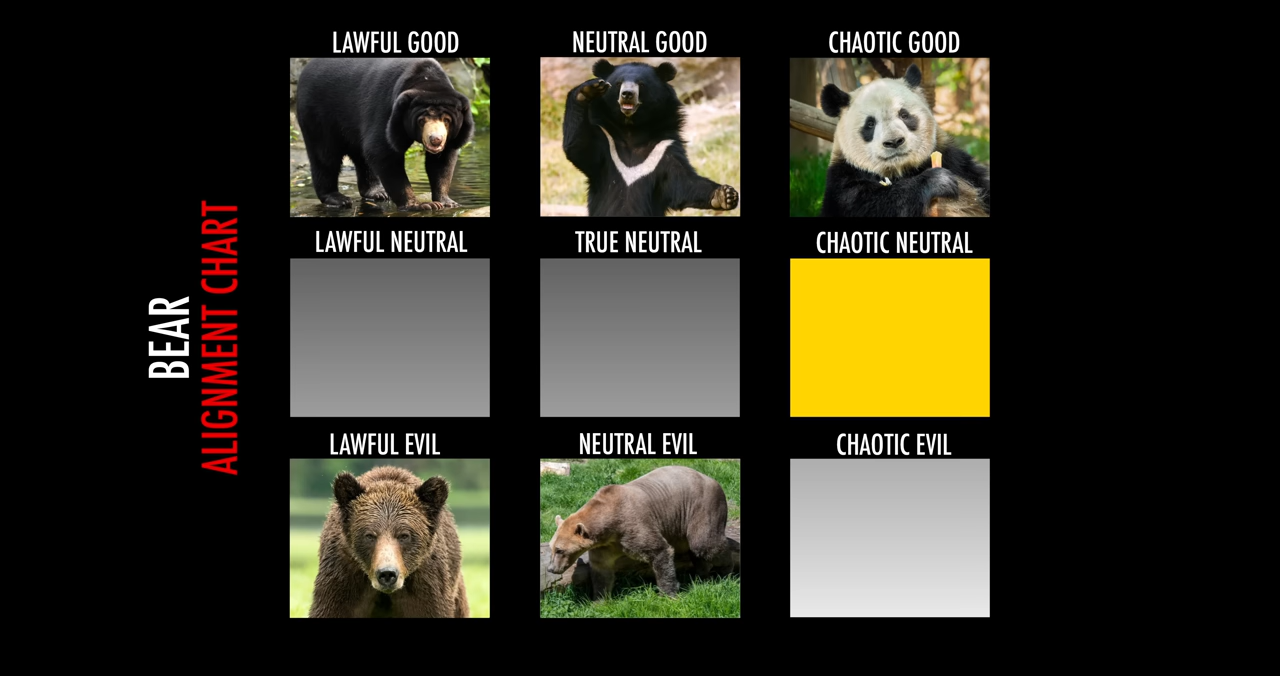 BEAR
ALIGNMENT CHART
LAWFUL GOOD
NEUTRAL GOOD
CHAOTIC GOOD
LAWFUL NEUTRAL
TRUE NEUTRAL
CHAOTIC NEUTRAL
LAWFUL EVIL
NEUTRAL EVIL
CHAOTIC EVIL